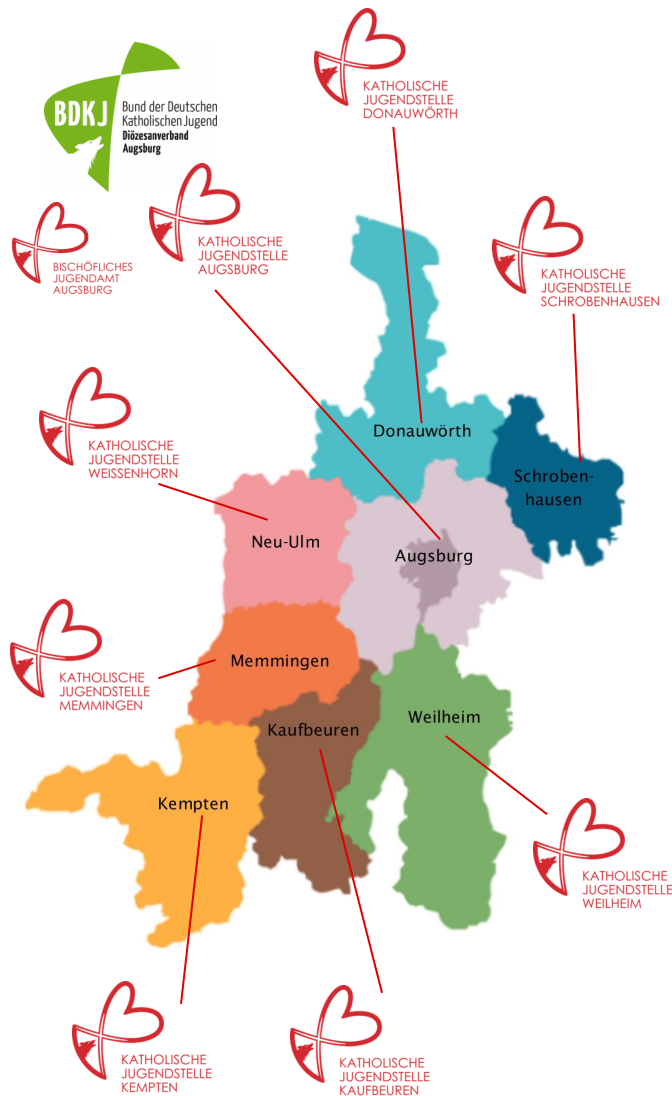 KATHOLISCHE
JUGENDSTELLE
DONAUWÖRTH
BDKJ
Bund der Deutschen
Katholischen Jugend
Diözesanverband
Augsburg
BISCHÖFLICHES
JUGENDAMT
AUGSBURG
KATHOLISCHE
JUGENDSTELLE
AUGSBURG
KATHOLISCHE
JUGENDSTELLE
SCHROBENHAUSEN
KATHOLISCHE
JUGENDSTELLE
WEISSENHORN
Donauwörth
Schroben-
hausen
Neu-Ulm
Augsburg
Memmingen
KATHOLISCHE
JUGENDSTELLE
MEMMINGEN
Kaufbeuren
Weilheim
Kempten
KATHOLISCHE
JUGENDSTELLE
WEILHEIM
KATHOLISCHE
JUGENDSTELLE
KEMPTEN
KATHOLISCHE
JUGENDSTELLE
KAUFBEUREN